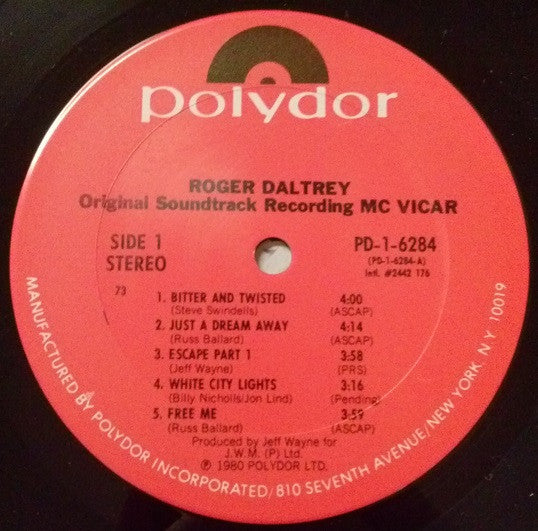 polydor
ROGER DALTREY
Original Soundtrack Recording MC VICAR
SIDE 1
STEREO
PD-1-6284
(PD-1-6284-A)
Intl. #2442 176
73
1. BITTER AND TWISTED 4:00
(Steve Swindells) (ASCAP)
2. JUST A DREAM AWAY 4:14
(Russ Ballard) (ASCAP)
3. ESCAPE PART 1 3:58
(Jeff Wayne) (PRS)
4. WHITE CITY LIGHTS 3:16
(Billy Nicholls/Jon Lind) (Pending)
5. FREE ME 3:59
(Russ Ballard) (ASCAP)
Produced by Jeff Wayne for
J.W.M. (P) Ltd.
℗ 1980 POLYDOR LTD.
MANUFACTURED BY POLYDOR INCORPORATED/810 SEVENTH AVENUE/NEW YORK, N.Y. 10019